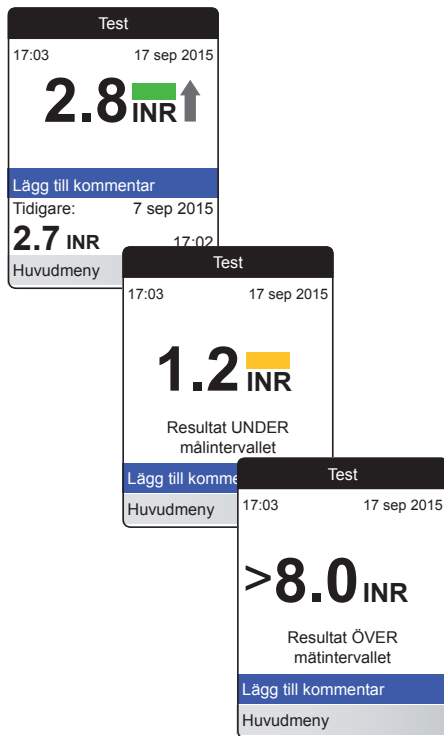 Test
17:03 17 sep 2015
2.8 INR
Lägg till kommentar
Tidigare: 7 sep 2015
2.7 INR 17:02
Huvudmeny
Test
17:03 17 sep 2015
1.2 INR
Resultat UNDER
målintervallet
Lägg till komme
Huvudmeny
Test
17:03 17 sep 2015
>8.0 INR
Resultat ÖVER
mätintervallet
Lägg till kommentar
Huvudmeny